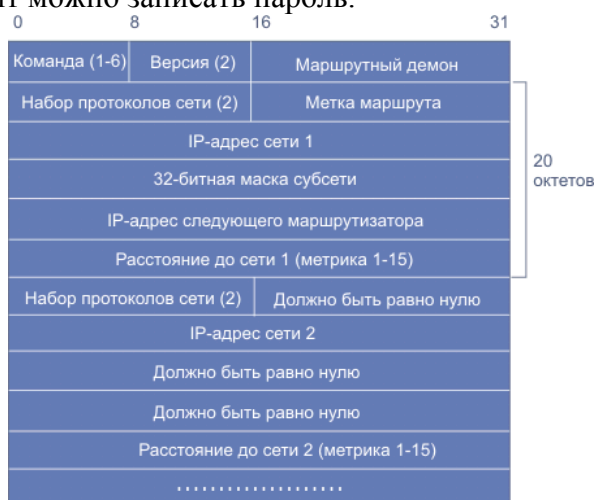 можно записать пароль.
0 8 16 31
Команда (1-6) Версия (2) Маршрутный демон
Набор протоколов сети (2) Метка маршрута
IP-адрес сети 1
32-битная маска субсети
IP-адрес следующего маршрутизатора
Расстояние до сети 1 (метрика 1-15)
20
октетов
Набор протоколов сети (2) Должно быть равно нулю
IP-адрес сети 2
Должно быть равно нулю
Должно быть равно нулю
Расстояние до сети 2 (метрика 1-15)
....................